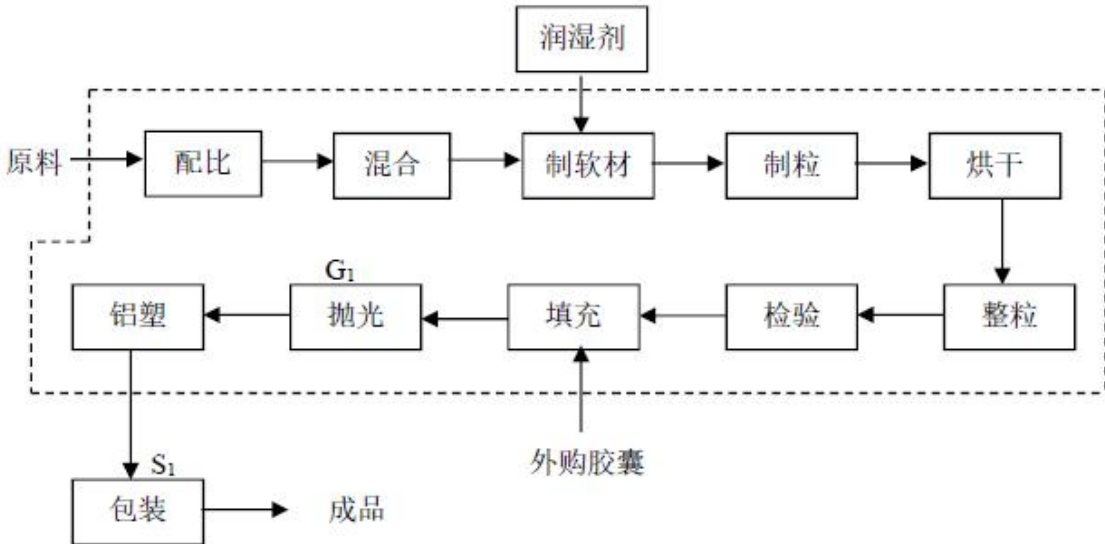 润湿剂
原料
配比
混合
制软材
制粒
烘干
G₁
铝塑
抛光
填充
检验
整粒
外购胶囊
S₁
包装
成品